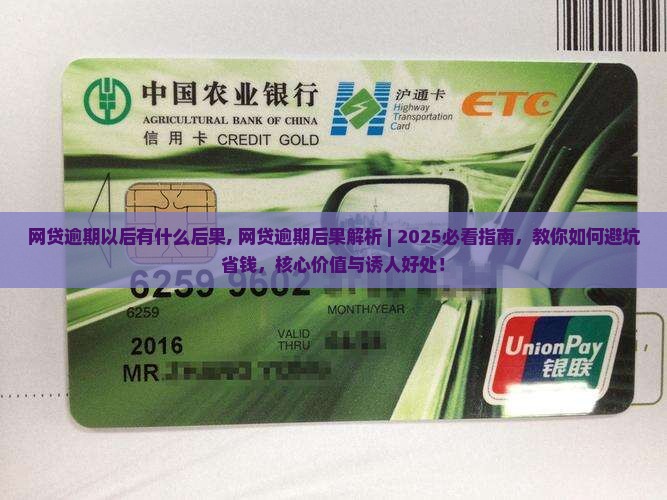 中国农业银行
AGRICULTURAL BANK OF CHINA
信用卡 CREDIT GOLD
沪通卡
Highway
Transportation
Card
ETC
网贷逾期以后有什么后果, 网贷逾期后果解析 | 2025必看指南，教你如何避坑
省钱，核心价值与诱人好处！
6259
6259
MONTH/YEAR
2016
VALID
THRU
MR.
UnionPay
银联